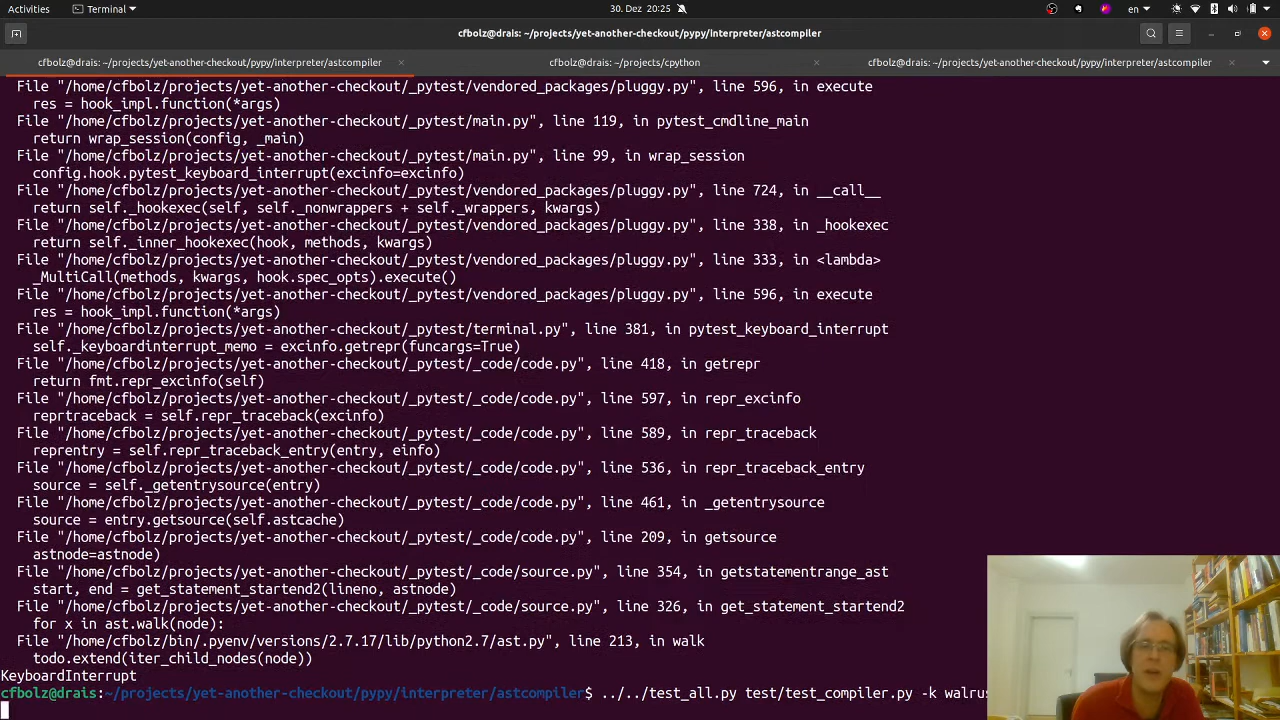 Activities
Terminal
30. Dez 20:25
en
cfbolz@drais: ~/projects/yet-another-checkout/pypy/interpreter/astcompiler
cfbolz@drais: ~/projects/yet-another-checkout/pypy/interpreter/astcompiler
cfbolz@drais: ~/projects/cpython
cfbolz@drais: ~/projects/yet-another-checkout/pypy/interpreter/astcompiler
File "/home/cfbolz/projects/yet-another-checkout/_pytest/vendored_packages/pluggy.py", line 596, in execute
res = hook_impl.function(*args)
File "/home/cfbolz/projects/yet-another-checkout/_pytest/main.py", line 119, in pytest_cmdline_main
return wrap_session(config, _main)
File "/home/cfbolz/projects/yet-another-checkout/_pytest/main.py", line 99, in wrap_session
config.hook.pytest_keyboard_interrupt(excinfo=excinfo)
File "/home/cfbolz/projects/yet-another-checkout/_pytest/vendored_packages/pluggy.py", line 724, in __call__
return self._hookexec(self, self._nonwrappers + self._wrappers, kwargs)
File "/home/cfbolz/projects/yet-another-checkout/_pytest/vendored_packages/pluggy.py", line 338, in _hookexec
return self._inner_hookexec(hook, methods, kwargs)
File "/home/cfbolz/projects/yet-another-checkout/_pytest/vendored_packages/pluggy.py", line 333, in <lambda>
_MultiCall(methods, kwargs, hook.spec_opts).execute()
File "/home/cfbolz/projects/yet-another-checkout/_pytest/vendored_packages/pluggy.py", line 596, in execute
res = hook_impl.function(*args)
File "/home/cfbolz/projects/yet-another-checkout/_pytest/terminal.py", line 381, in pytest_keyboard_interrupt
self._keyboardinterrupt_memo = excinfo.getrepr(funcargs=True)
File "/home/cfbolz/projects/yet-another-checkout/_pytest/_code/code.py", line 418, in getrepr
return fmt.repr_excinfo(self)
File "/home/cfbolz/projects/yet-another-checkout/_pytest/_code/code.py", line 597, in repr_excinfo
reprtraceback = self.repr_traceback(excinfo)
File "/home/cfbolz/projects/yet-another-checkout/_pytest/_code/code.py", line 589, in repr_traceback
reprentry = self.repr_traceback_entry(entry, einfo)
File "/home/cfbolz/projects/yet-another-checkout/_pytest/_code/code.py", line 536, in repr_traceback_entry
source = self._getentrysource(entry)
File "/home/cfbolz/projects/yet-another-checkout/_pytest/_code/code.py", line 461, in _getentrysource
source = entry.getsource(self.astcache)
File "/home/cfbolz/projects/yet-another-checkout/_pytest/_code/code.py", line 209, in getsource
astnode=astnode)
File "/home/cfbolz/projects/yet-another-checkout/_pytest/_code/source.py", line 354, in getstatementrange_ast
start, end = get_statement_startend2(lineno, astnode)
File "/home/cfbolz/projects/yet-another-checkout/_pytest/_code/source.py", line 326, in get_statement_startend2
for x in ast.walk(node):
File "/home/cfbolz/bin/.pyenv/versions/2.7.17/lib/python2.7/ast.py", line 213, in walk
todo.extend(iter_child_nodes(node))
KeyboardInterrupt
cfbolz@drais:~/projects/yet-another-checkout/pypy/interpreter/astcompiler$ ../../test_all.py test/test_compiler.py -k walrus